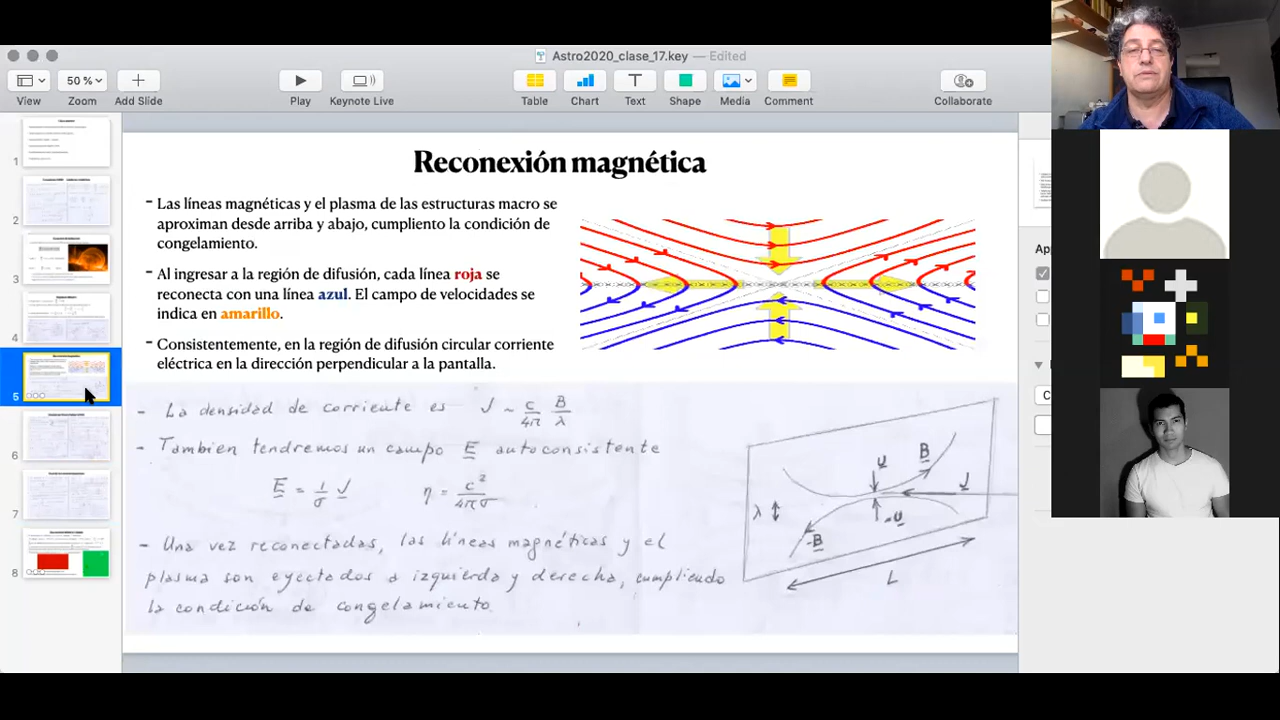 Astro2020_clase_17.key — Edited
50 %
View
Zoom
Add Slide
Play
Keynote Live
Table
Chart
Text
Shape
Media
Comment
Collaborate
1
2
3
4
5
6
7
8
Reconexión magnética
- Las líneas magnéticas y el plasma de las estructuras macro se
aproximan desde arriba y abajo, cumpliento la condición de
congelamiento.
- Al ingresar a la región de difusión, cada línea roja se
reconecta con una línea azul. El campo de velocidades se
indica en amarillo.
- Consistentemente, en la región de difusión circular corriente
eléctrica en la dirección perpendicular a la pantalla.
- La densidad de corriente es J c/4π B/λ
- Tambien tendremos un campo E autoconsistente
E = 1/σ J η = c²/4πσ
- Una vez reconectadas, las líneas magnéticas y el
plasma son eyectados a izquierda y derecha, cumpliendo
la condición de congelamiento.
U
B
J
λ
-U
-B
L